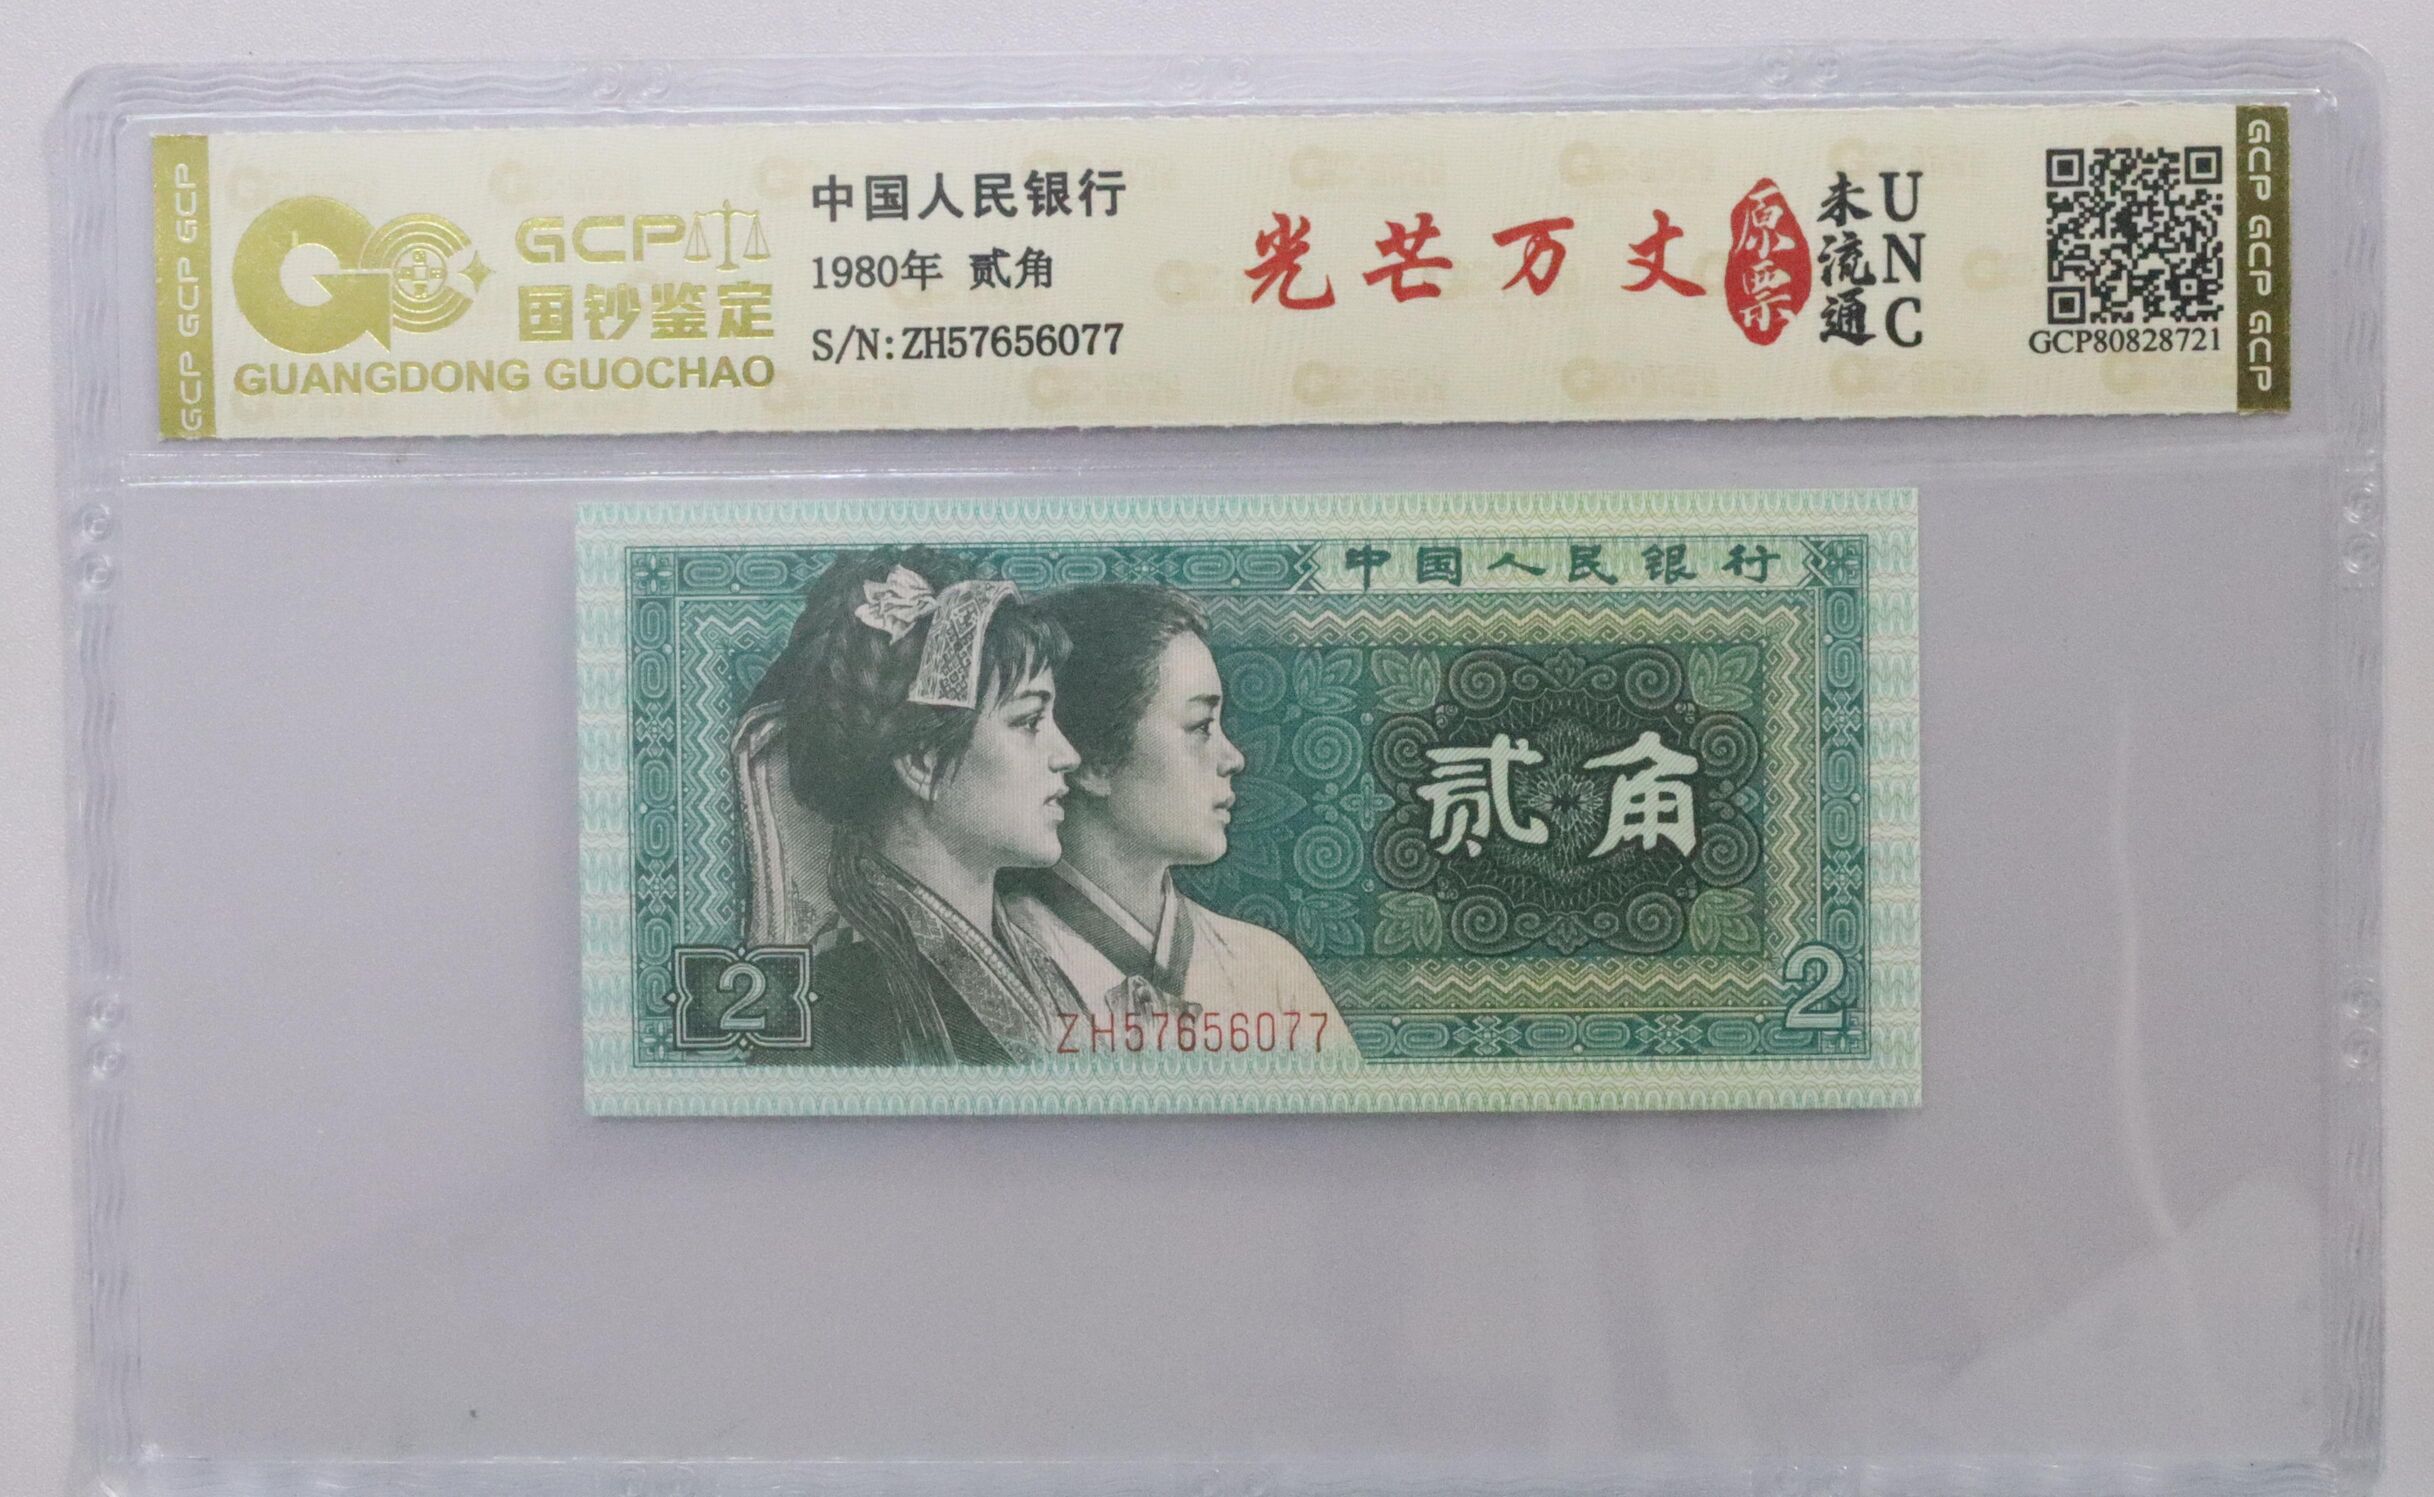 GCP GCP GCP
GCP
国钞鉴定
GUANGDONG GUOCHAO
中国人民银行
1980年 贰角
S/N:ZH57656077
光芒万丈
原票
未流通
UNC
GCP80828721
GCP GCP GCP
中国人民银行
贰角
2
2
ZH57656077